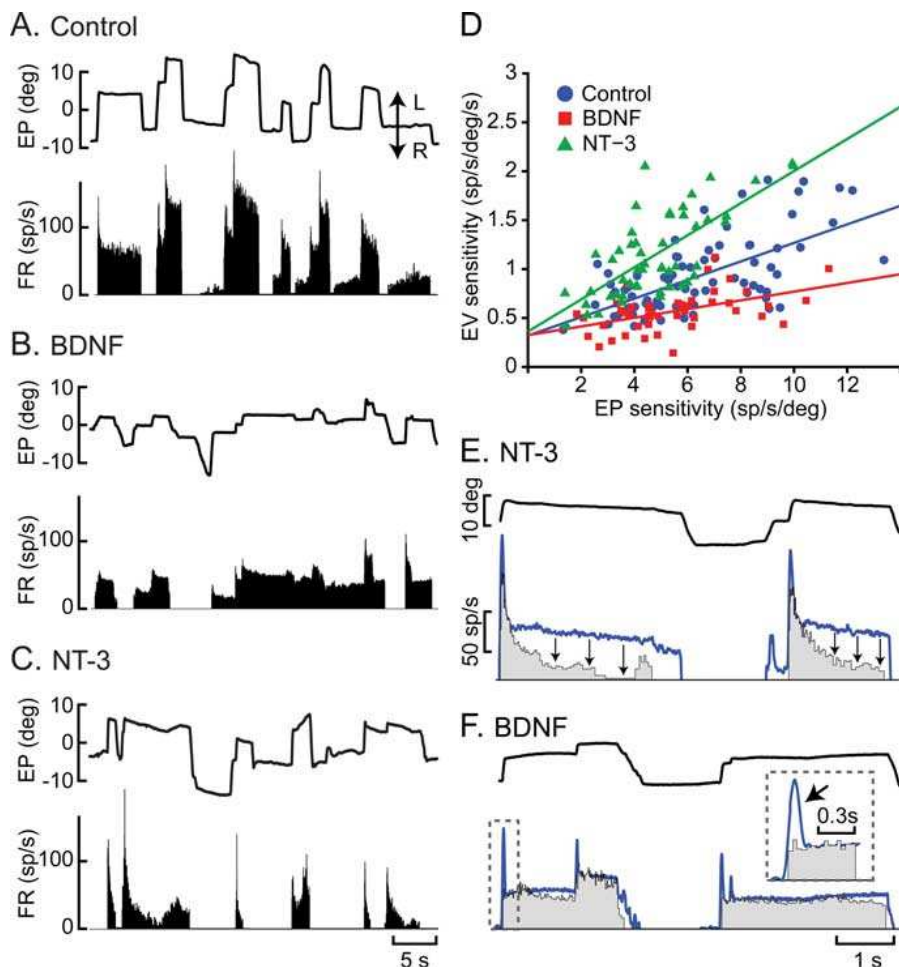 A. Control
EP (deg)
10
0
-10
L
R
FR (sp/s)
100
0
B. BDNF
EP (deg)
10
0
-10
FR (sp/s)
100
0
C. NT-3
EP (deg)
10
0
-10
FR (sp/s)
100
0
5 s
D
EV sensitivity (sp/s/deg/s)
3
2.5
2
1.5
1
0.5
0
Control
BDNF
NT-3
2 4 6 8 10 12
EP sensitivity (sp/s/deg)
E. NT-3
10 deg
50 sp/s
F. BDNF
0.3s
1 s